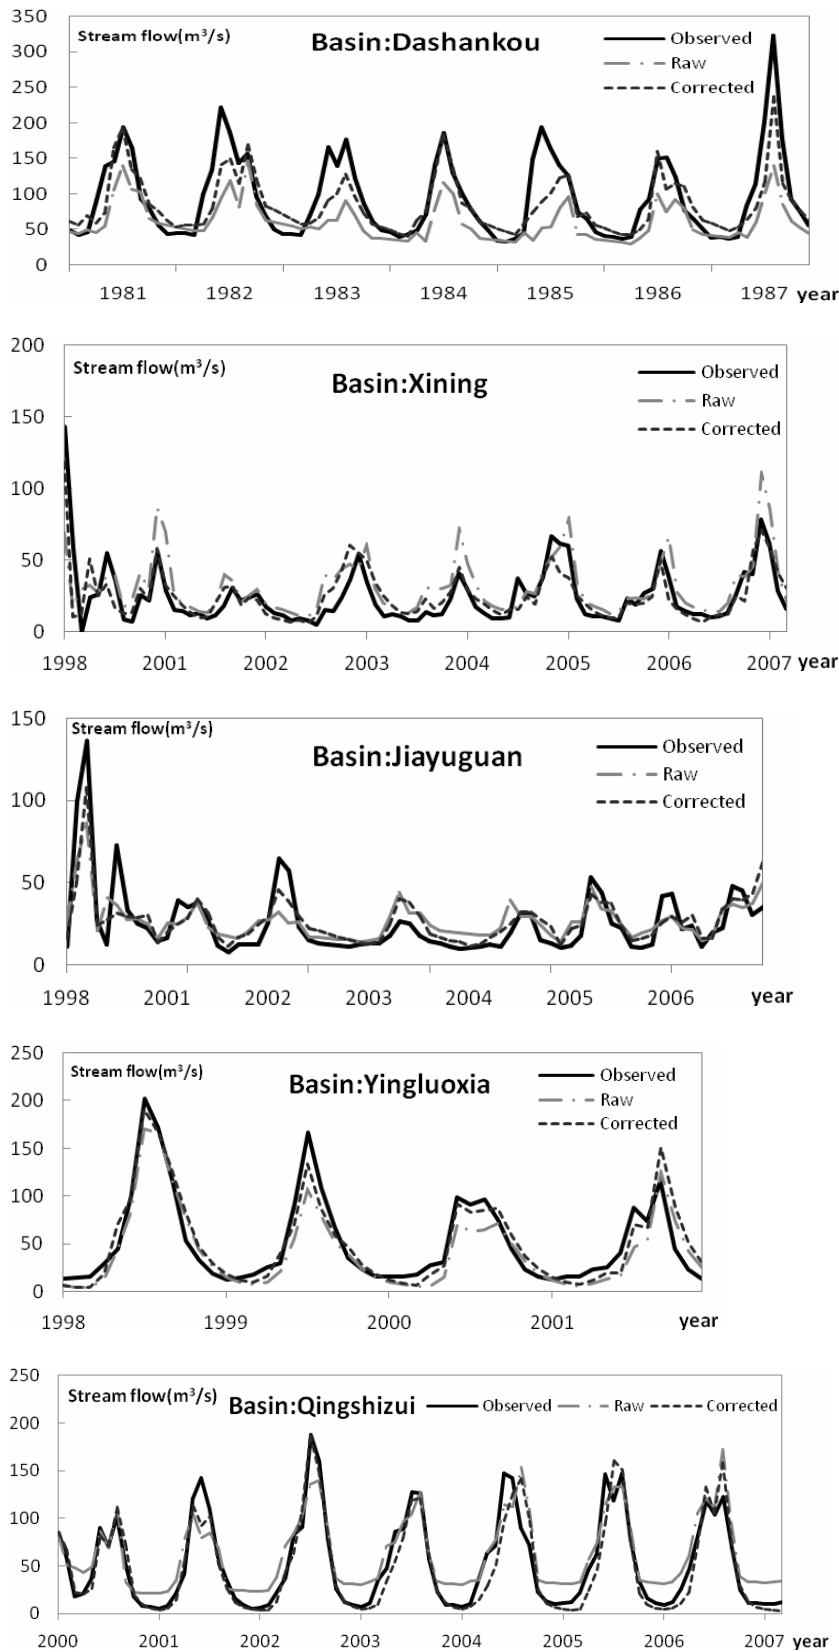 350
Stream flow(m³/s)
Basin:Dashankou
Observed
300
Raw
250
Corrected
200
150
100
50
0
1981 1982 1983 1984 1985 1986 1987 year
200
Stream flow(m³/s)
Basin:Xining
Observed
150
Raw
Corrected
100
50
0
1998 2001 2002 2003 2004 2005 2006 2007 year
150
Stream flow(m³/s)
Basin:Jiayuguan
Observed
Raw
100
Corrected
50
0
1998 2001 2002 2003 2004 2005 2006 year
250
Stream flow(m³/s)
Basin:Yingluoxia
Observed
200
Raw
Corrected
150
100
50
0
1998 1999 2000 2001 year
250
Stream flow(m³/s)
Basin:Qingshizui
Observed Raw Corrected
200
150
100
50
0
2000 2001 2002 2003 2004 2005 2006 2007 year